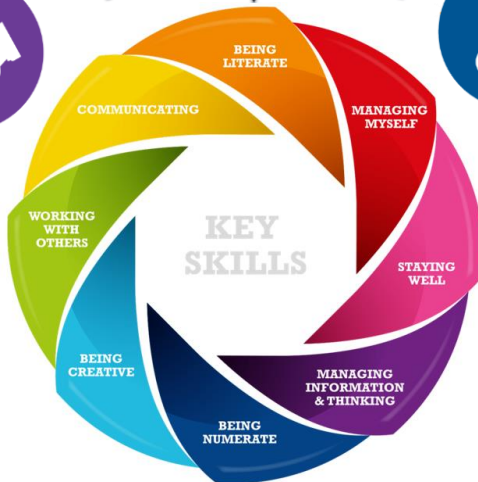 BEING
LITERATE
MANAGING
MYSELF
STAYING
WELL
MANAGING
INFORMATION
& THINKING
BEING
NUMERATE
BEING
CREATIVE
WORKING
WITH
OTHERS
COMMUNICATING
KEY
SKILLS